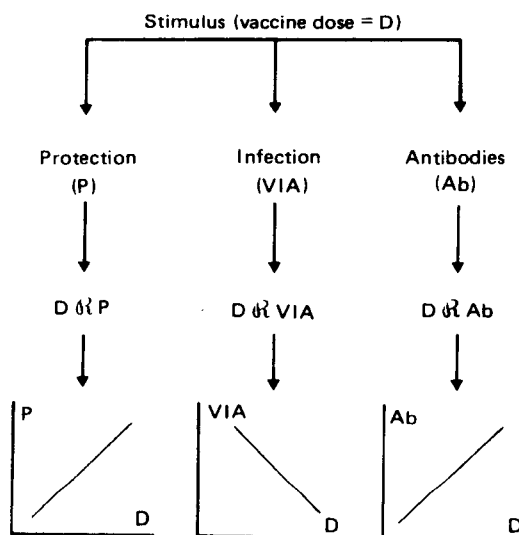 Stimulus (vaccine dose = D)
Protection Infection Antibodies
(P) (VIA) (Ab)
D ℜ P D ℜ VIA D ℜ Ab
P VIA Ab
D D D